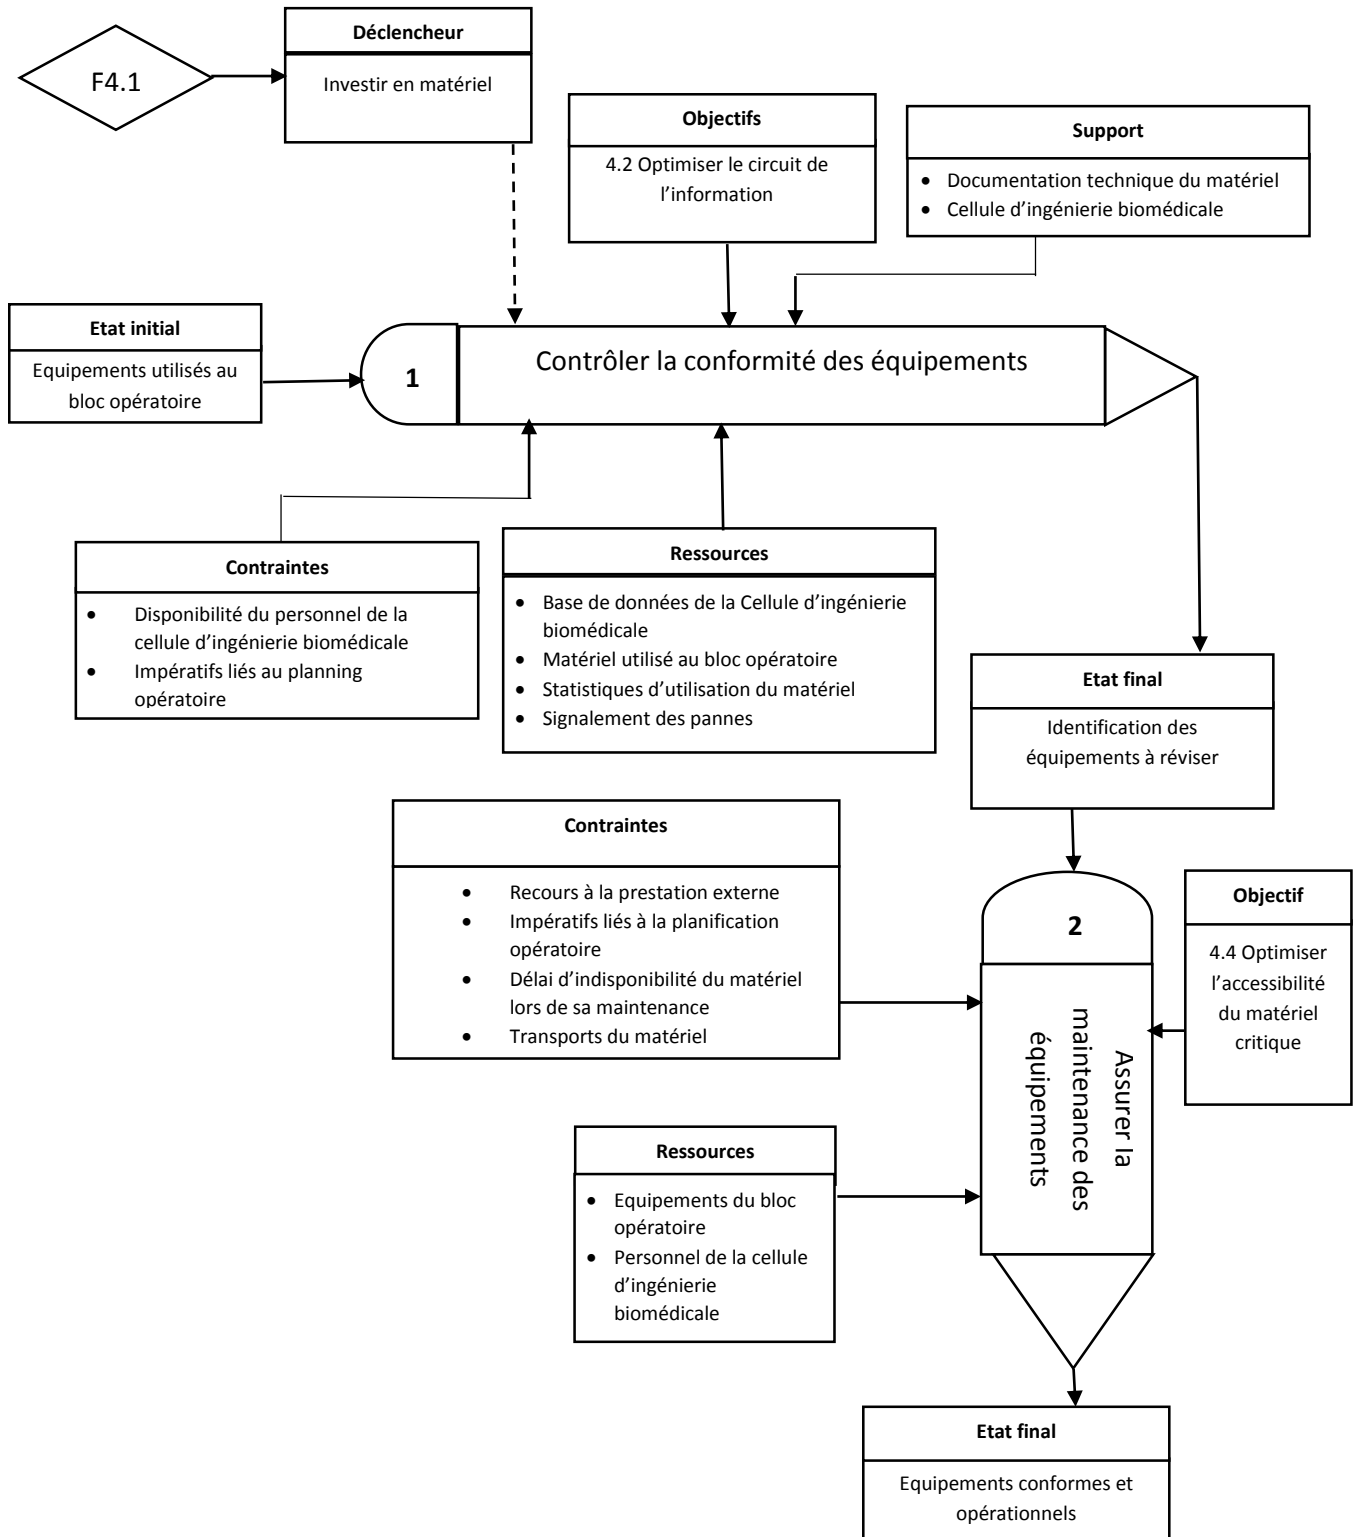 F4.1
Déclencheur
Investir en matériel
Objectifs
4.2 Optimiser le circuit de
l’information
Support
• Documentation technique du matériel
• Cellule d’ingénierie biomédicale
Etat initial
Equipements utilisés au
bloc opératoire
1
Contrôler la conformité des équipements
Contraintes
• Disponibilité du personnel de la
cellule d’ingénierie biomédicale
• Impératifs liés au planning
opératoire
Ressources
• Base de données de la Cellule d’ingénierie
biomédicale
• Matériel utilisé au bloc opératoire
• Statistiques d’utilisation du matériel
• Signalement des pannes
Etat final
Identification des
équipements à réviser
Contraintes
• Recours à la prestation externe
• Impératifs liés à la planification
opératoire
• Délai d’indisponibilité du matériel
lors de sa maintenance
• Transports du matériel
2
Assurer la
maintenance des
équipements
Objectif
4.4 Optimiser
l’accessibilité
du matériel
critique
Ressources
• Equipements du bloc
opératoire
• Personnel de la cellule
d’ingénierie
biomédicale
Etat final
Equipements conformes et
opérationnels